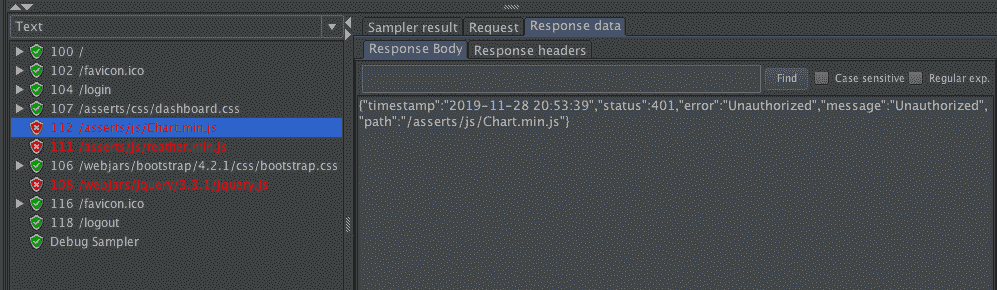 Text
Sampler result Request Response data
Response Body Response headers
100 /
102 /favicon.ico
104 /login
107 /asserts/css/dashboard.css
112 /asserts/js/Chart.min.js
111 /asserts/js/feather.min.js
106 /webjars/bootstrap/4.2.1/css/bootstrap.css
108 /webjars/jquery/3.3.1/jquery.js
116 /favicon.ico
118 /logout
Debug Sampler
Find Case sensitive Regular exp.
{"timestamp":"2019-11-28 20:53:39","status":401,"error":"Unauthorized","message":"Unauthorized",
"path":"/asserts/js/Chart.min.js"}